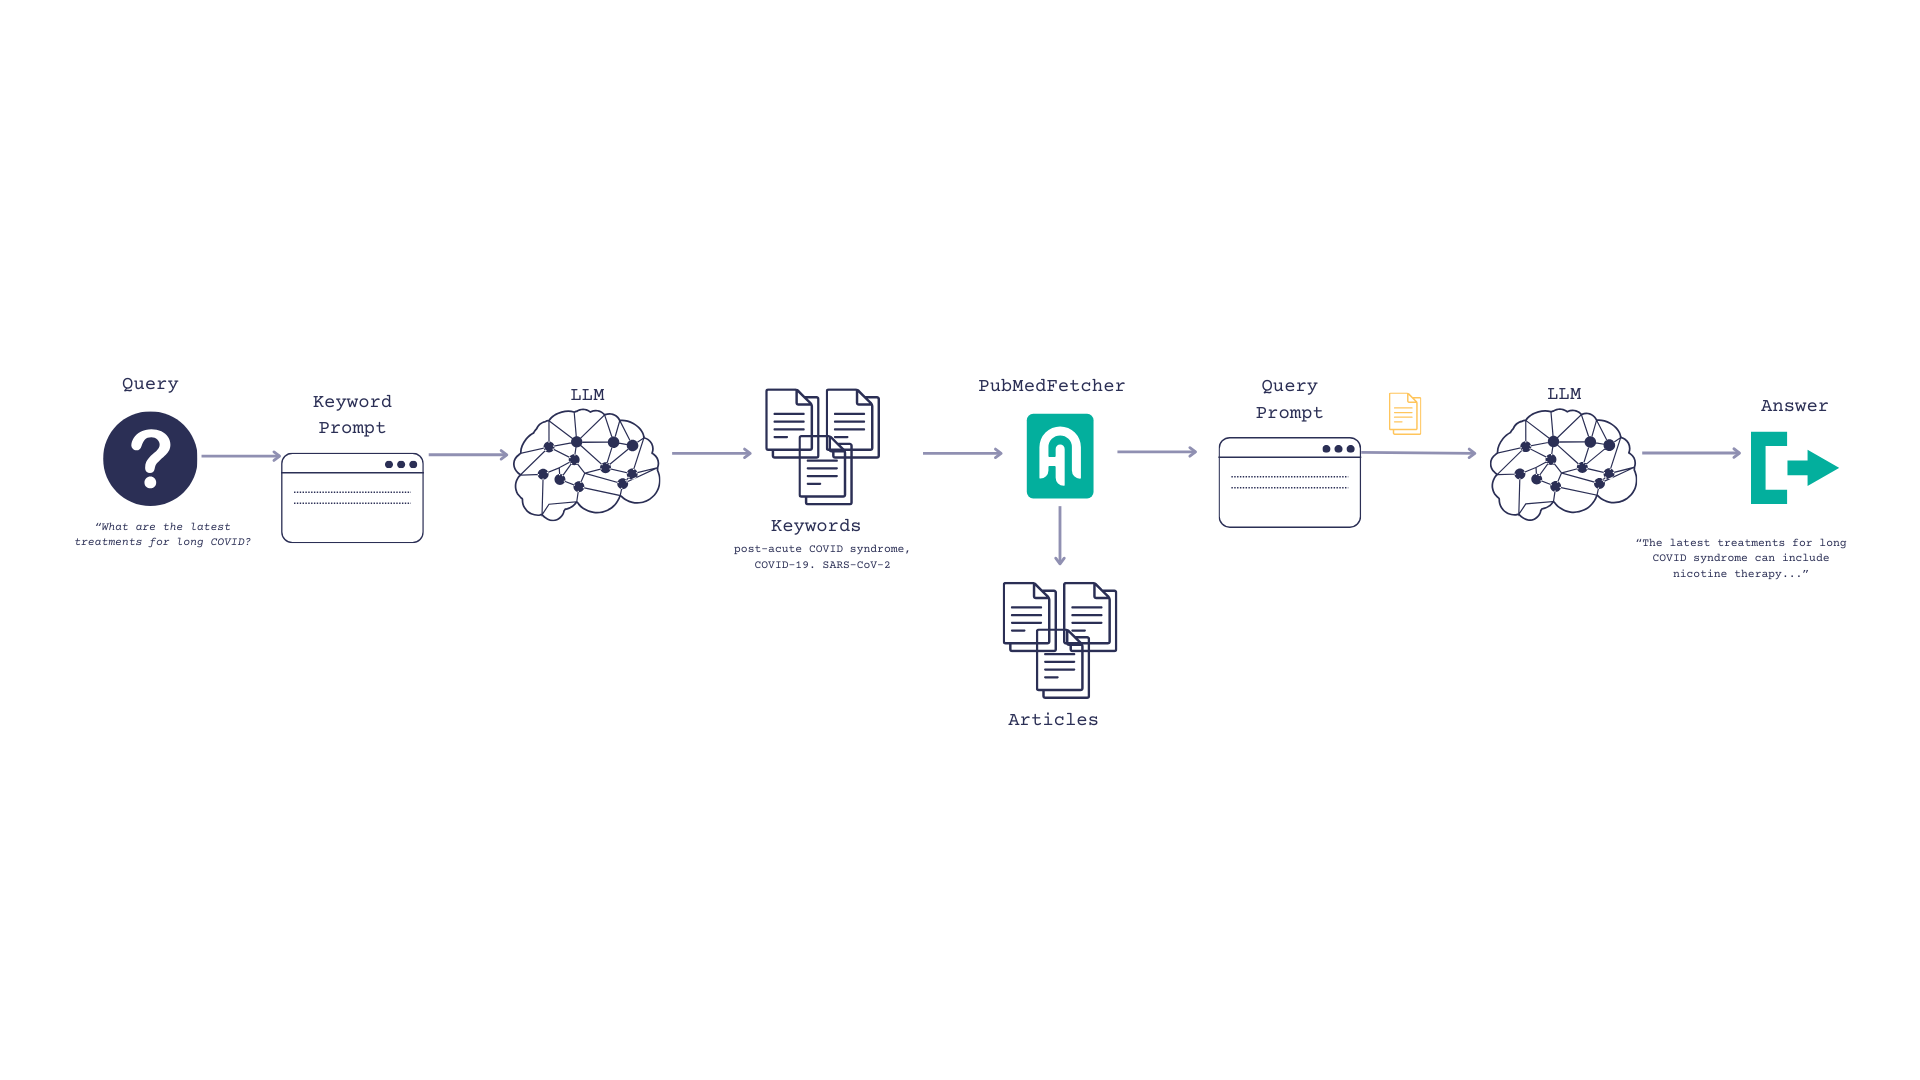 Query
“What are the latest
treatments for long COVID?
Keyword
Prompt
LLM
Keywords
post-acute COVID syndrome,
COVID-19. SARS-CoV-2
PubMedFetcher
Articles
Query
Prompt
LLM
Answer
“The latest treatments for long
COVID syndrome can include
nicotine therapy...”